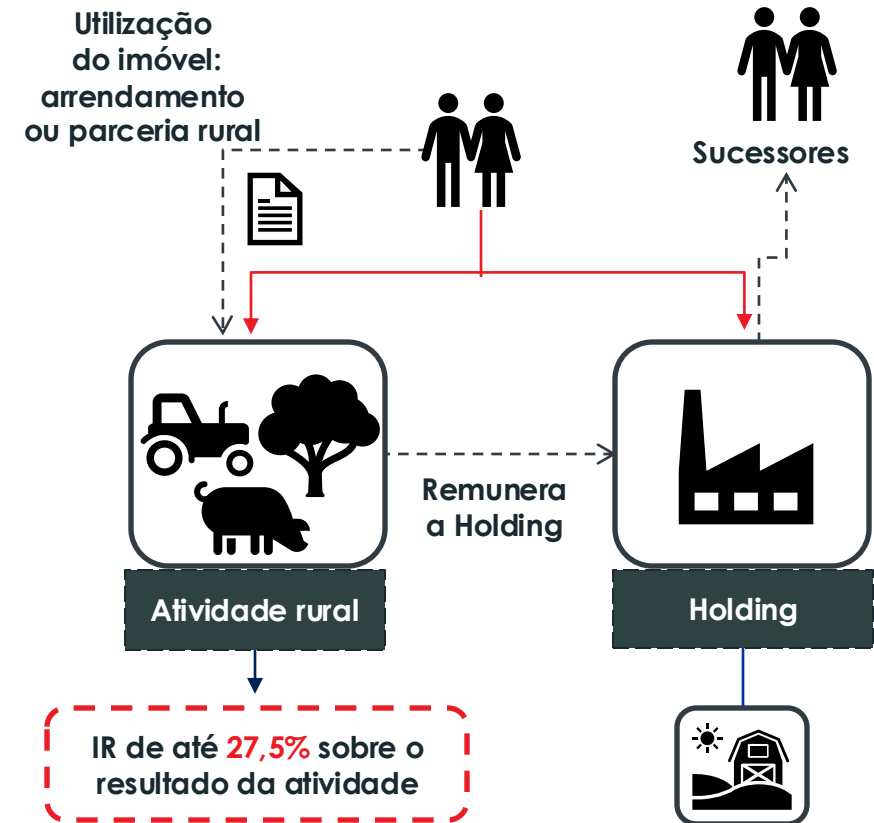 Utilização
do imóvel:
arrendamento
ou parceria rural
Sucessores
Remunera
a Holding
Atividade rural
Holding
IR de até 27,5% sobre o
resultado da atividade